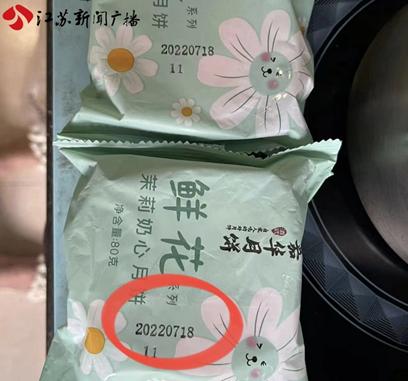 江苏新闻广播
系列
月饼
20220718
11
嘉华月饼
鲜花
系列
茉莉奶心月饼
净含量:80克
20220718
11